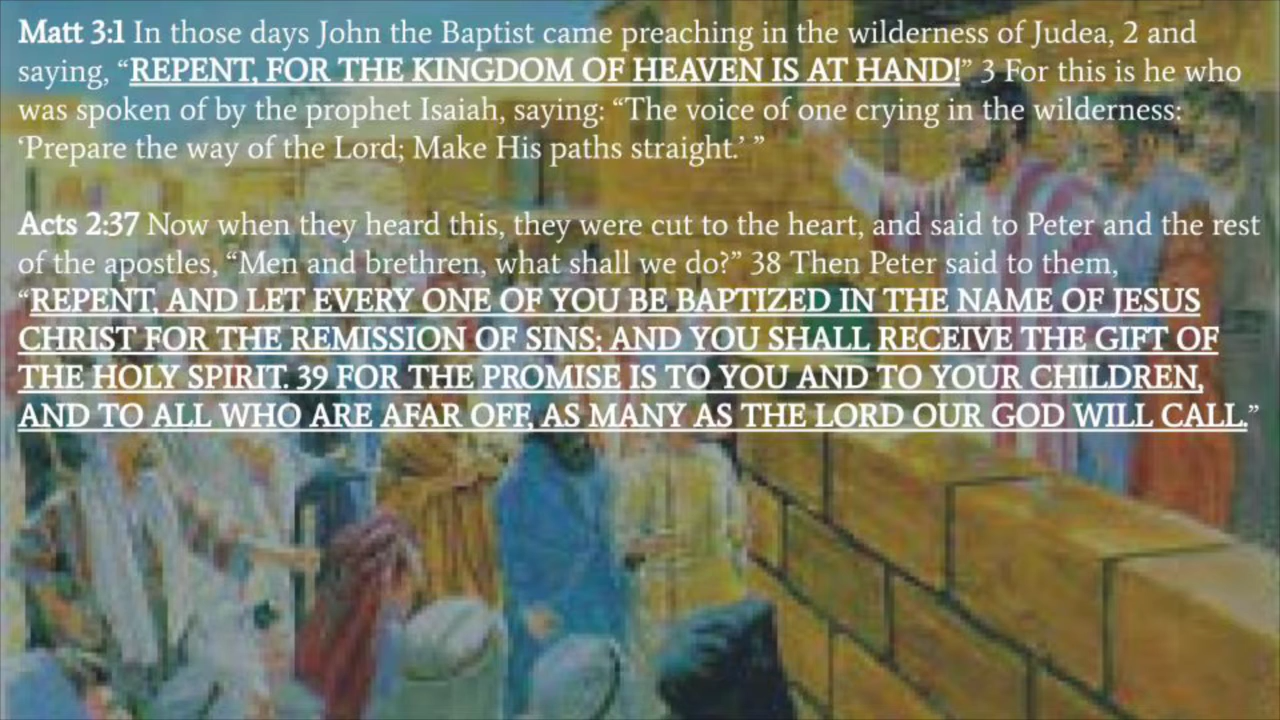 Matt 3:1 In those days John the Baptist came preaching in the wilderness of Judea, 2 and
saying, “REPENT, FOR THE KINGDOM OF HEAVEN IS AT HAND!” 3 For this is he who
was spoken of by the prophet Isaiah, saying: “The voice of one crying in the wilderness:
‘Prepare the way of the Lord; Make His paths straight.’ ”
Acts 2:37 Now when they heard this, they were cut to the heart, and said to Peter and the rest
of the apostles, “Men and brethren, what shall we do?” 38 Then Peter said to them,
“REPENT, AND LET EVERY ONE OF YOU BE BAPTIZED IN THE NAME OF JESUS
CHRIST FOR THE REMISSION OF SINS; AND YOU SHALL RECEIVE THE GIFT OF
THE HOLY SPIRIT. 39 FOR THE PROMISE IS TO YOU AND TO YOUR CHILDREN,
AND TO ALL WHO ARE AFAR OFF, AS MANY AS THE LORD OUR GOD WILL CALL.”